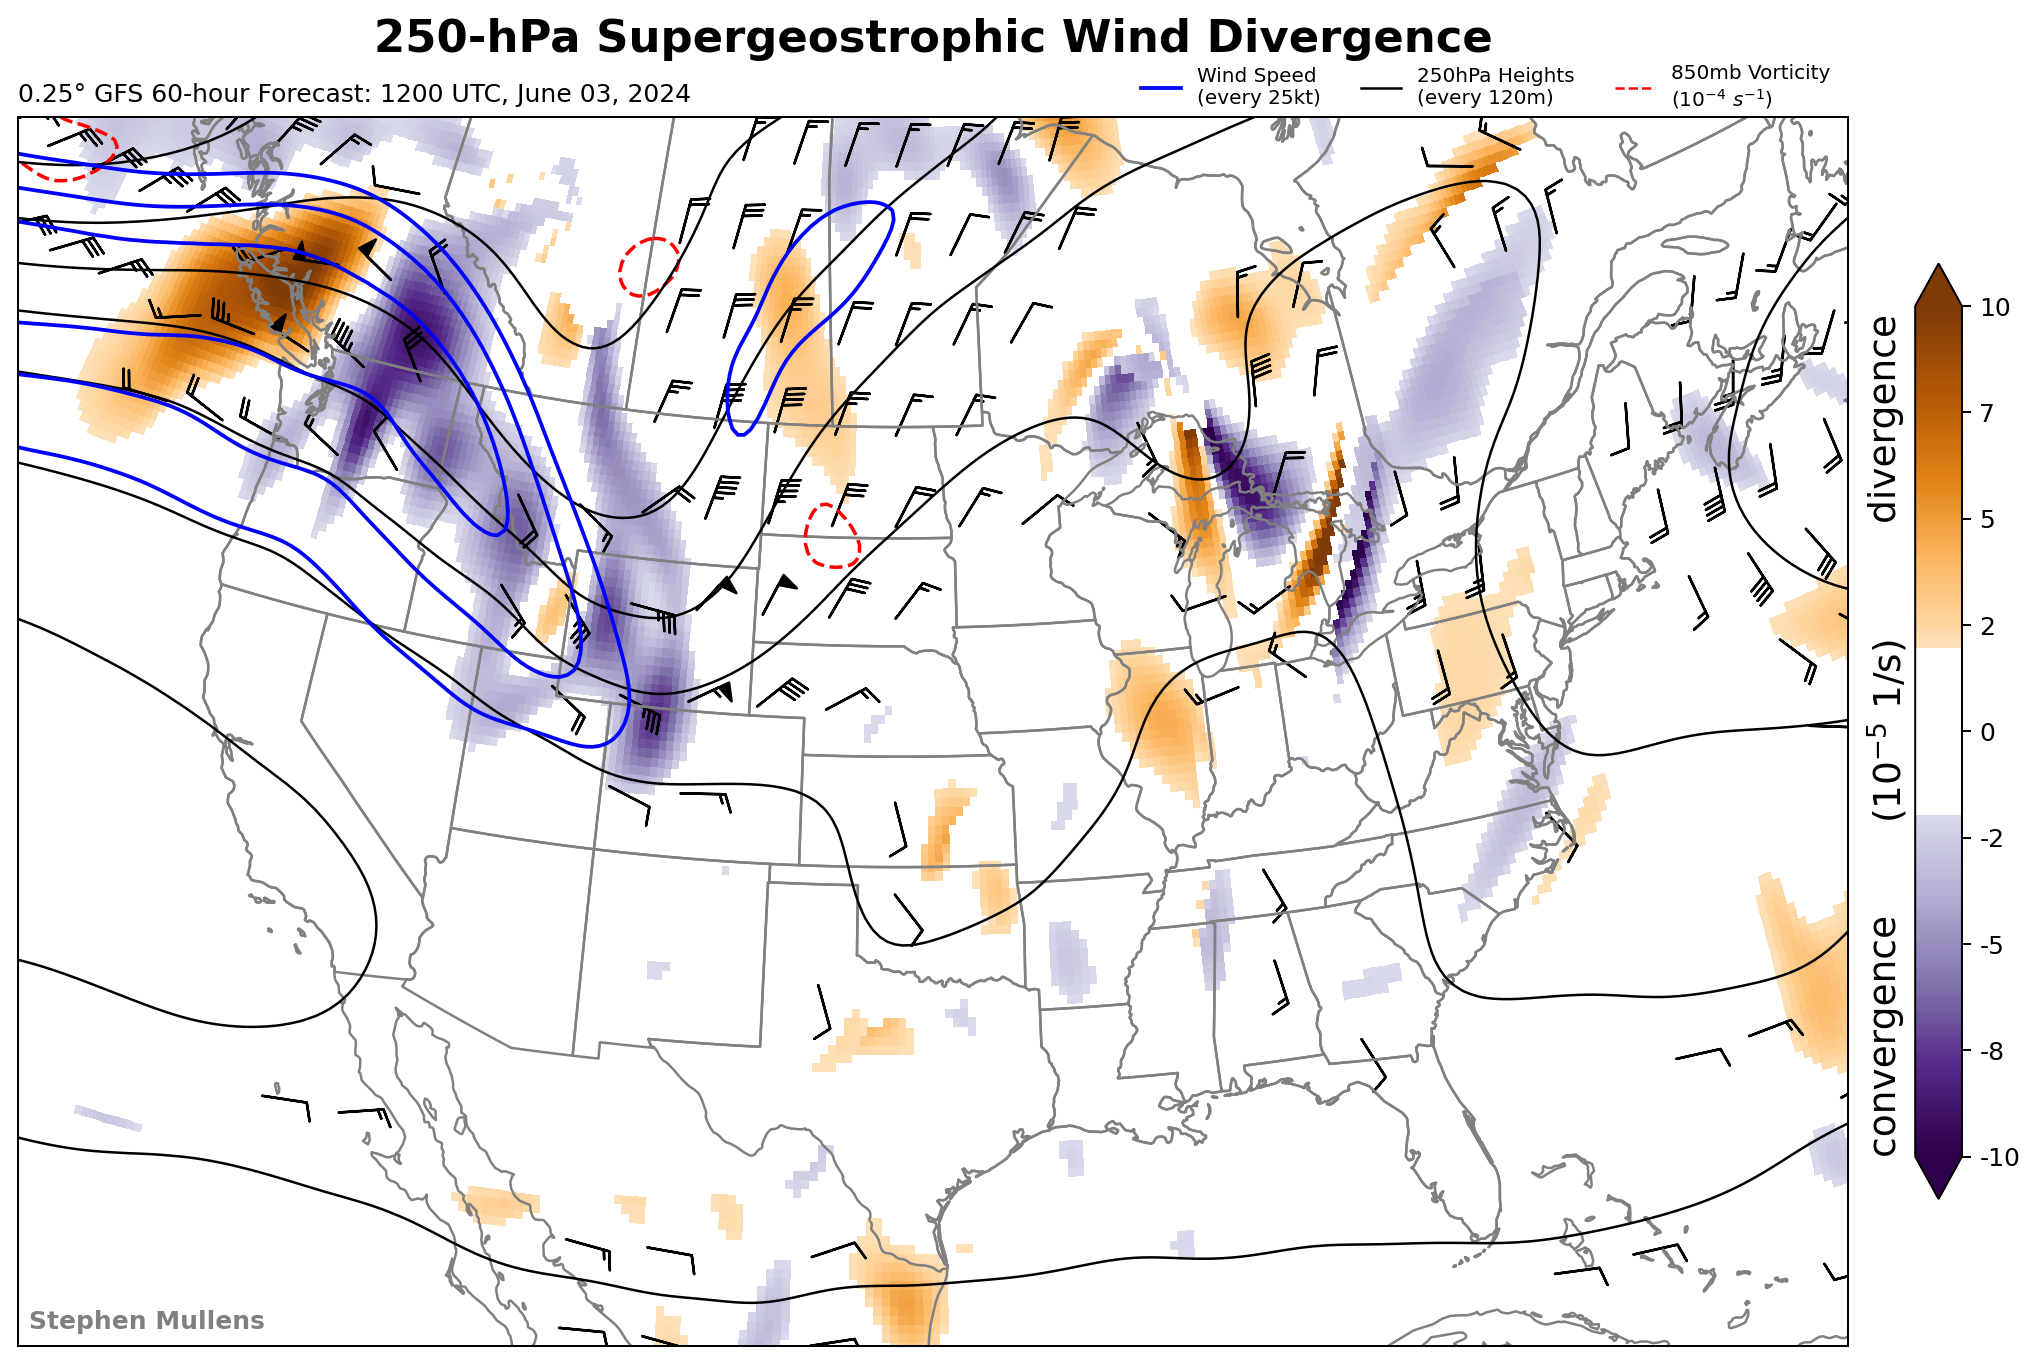 250-hPa Supergeostrophic Wind Divergence
0.25° GFS 60-hour Forecast: 1200 UTC, June 03, 2024
Wind Speed
(every 25kt)
250hPa Heights
(every 120m)
850mb Vorticity
(10⁻⁴ s⁻¹)
convergence (10⁻⁵ 1/s) divergence
10
7
5
2
0
-2
-5
-8
-10
Stephen Mullens